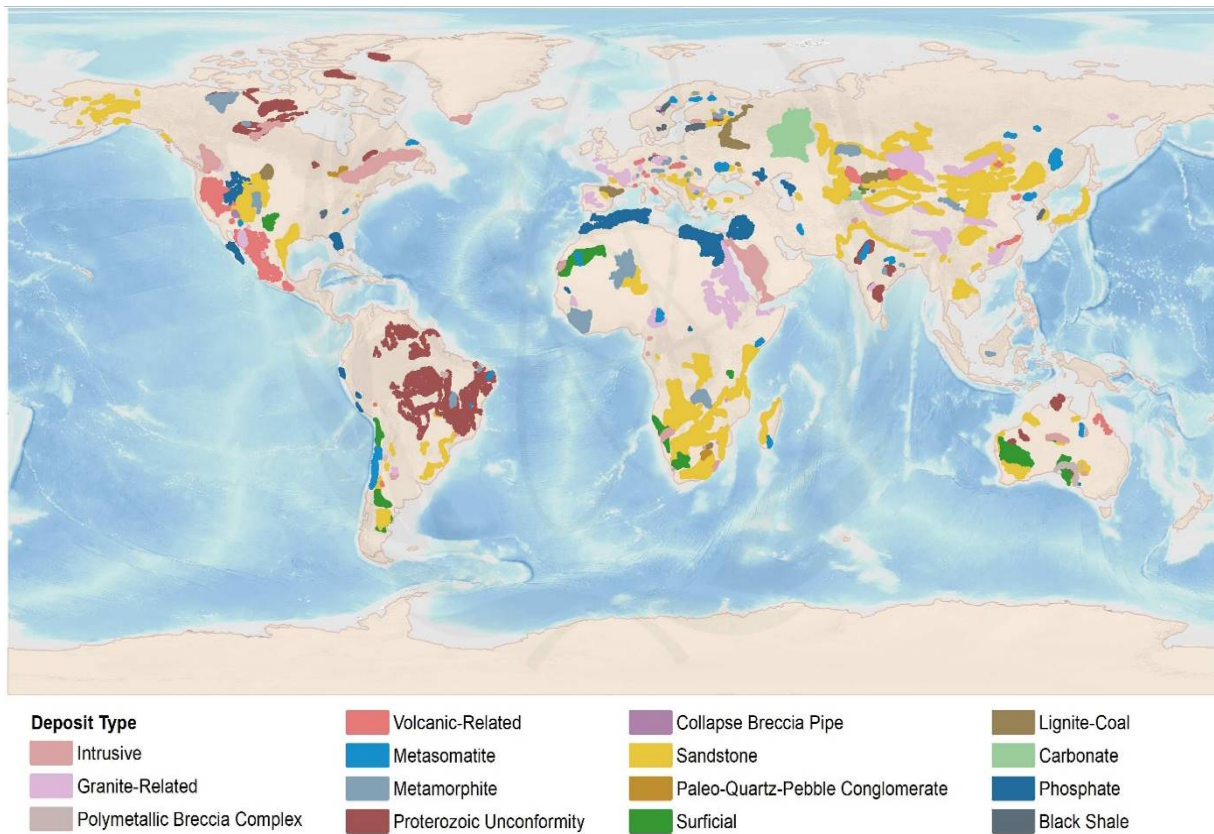 Deposit Type
Intrusive
Granite-Related
Polymetallic Breccia Complex
Volcanic-Related
Metasomatite
Metamorphite
Proterozoic Unconformity
Collapse Breccia Pipe
Sandstone
Paleo-Quartz-Pebble Conglomerate
Surficial
Lignite-Coal
Carbonate
Phosphate
Black Shale